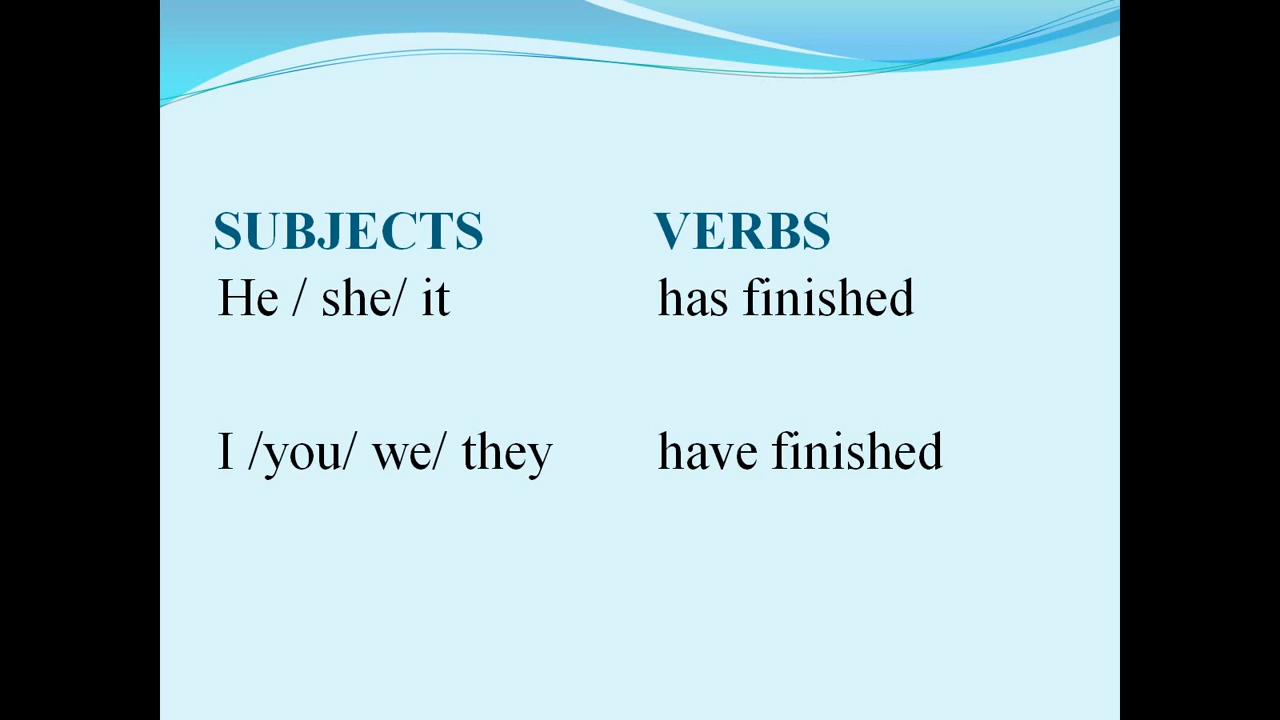 SUBJECTS VERBS
He / she/ it has finished
I /you/ we/ they have finished